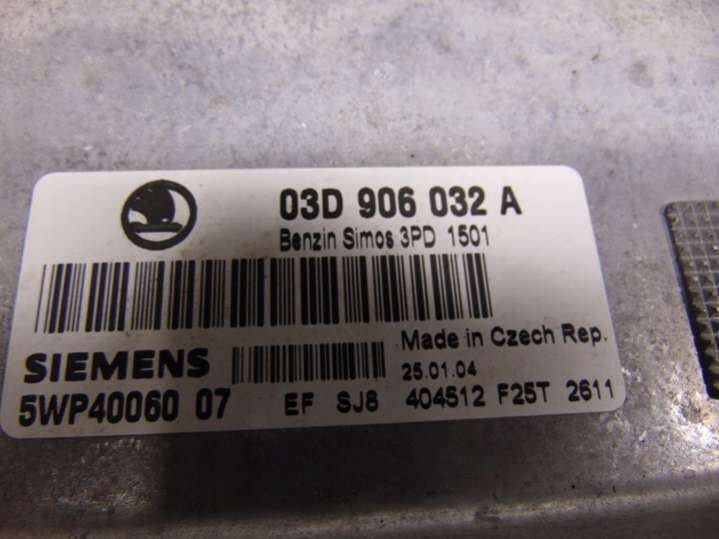 03D 906 032 A
Benzin Simos 3PD 1501
Made in Czech Rep.
SIEMENS
25.01.04
5WP40060 07 EF SJ8 404512 F25T 2611